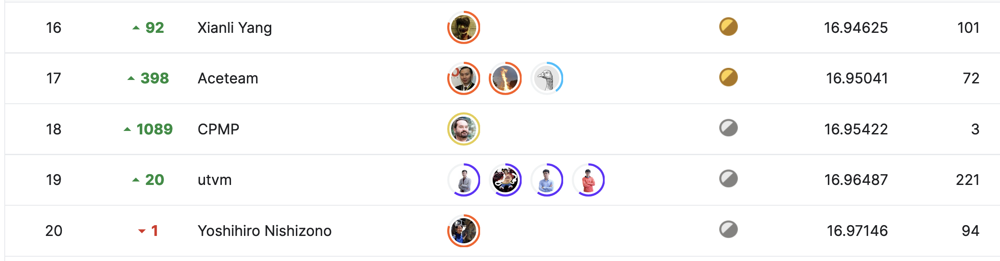 16 92 Xianli Yang 16.94625 101
17 398 Aceteam 16.95041 72
18 1089 CPMP 16.95422 3
19 20 utvm 16.96487 221
20 1 Yoshihiro Nishizono 16.97146 94